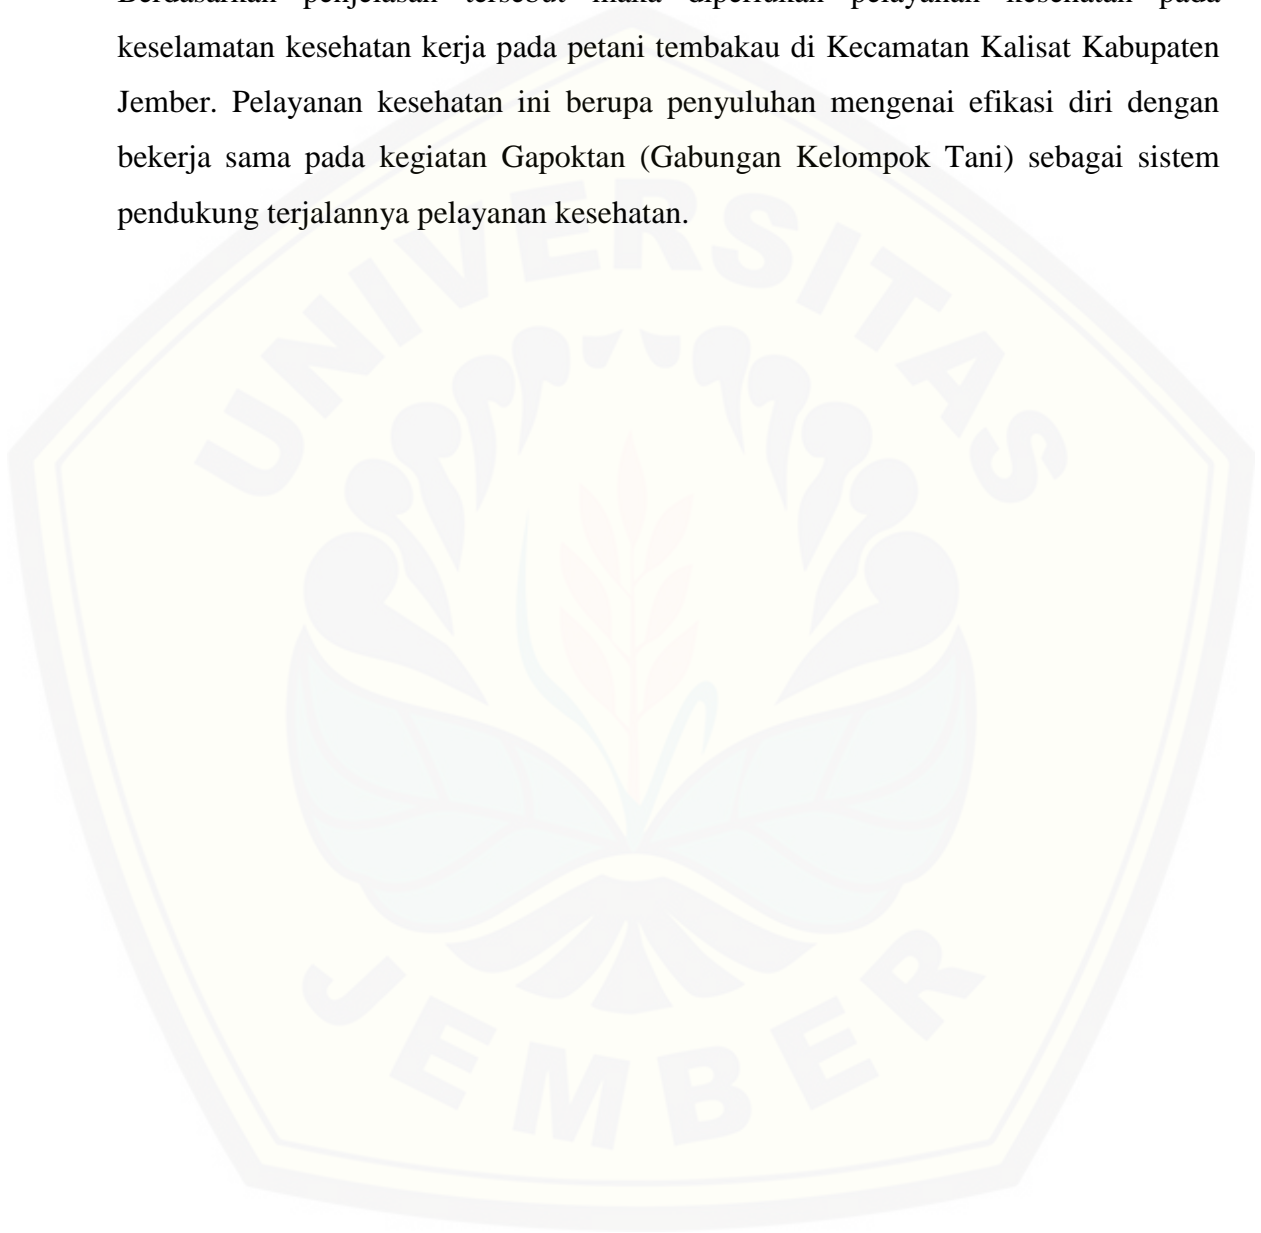 Berdasarkan penjelasan tersebut maka diperlukan pelayanan kesehatan pada
keselamatan kesehatan kerja pada petani tembakau di Kecamatan Kalisat Kabupaten
Jember. Pelayanan kesehatan ini berupa penyuluhan mengenai efikasi diri dengan
bekerja sama pada kegiatan Gapoktan (Gabungan Kelompok Tani) sebagai sistem
pendukung terjalannya pelayanan kesehatan.
UNIVERSITAS
JEMBER